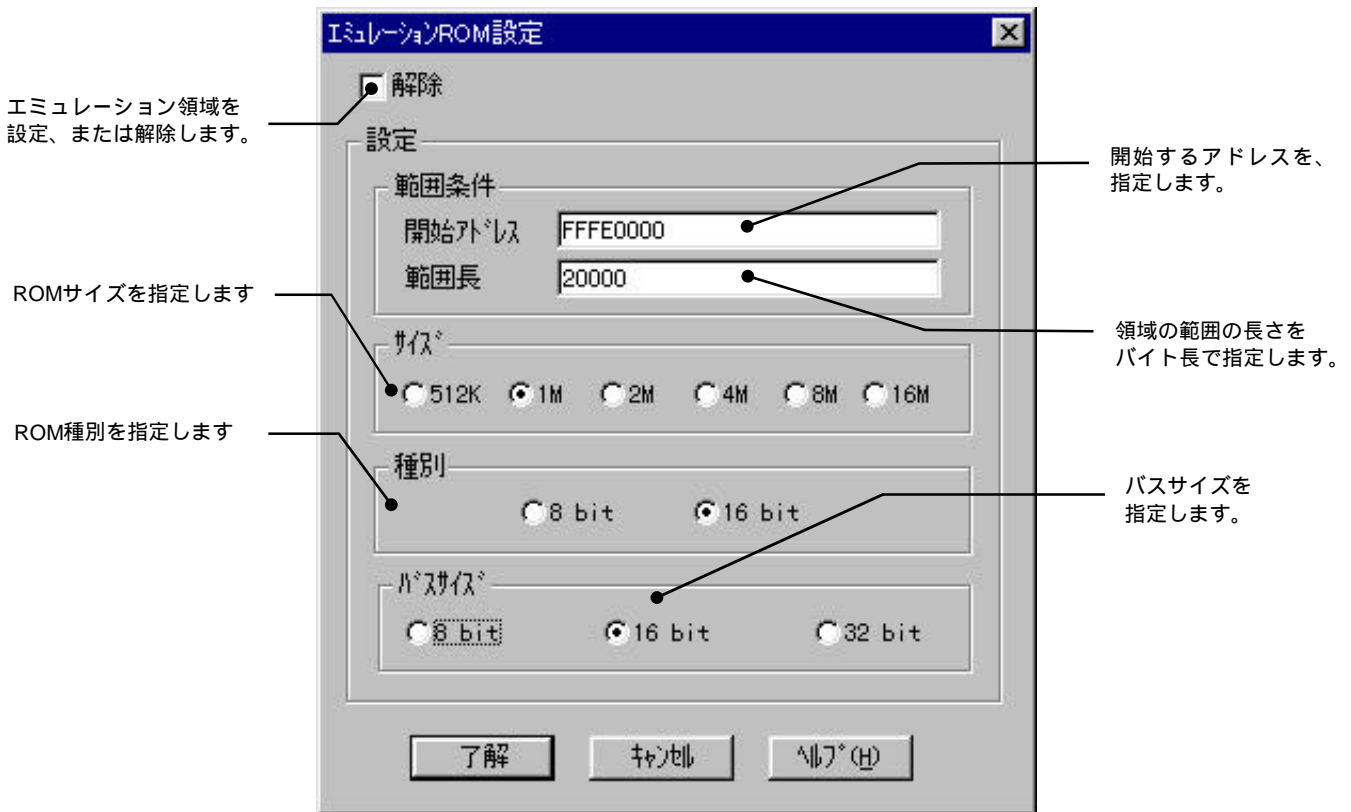 ｴﾐｭﾚｰｼｮﾝROM設定
解除
エミュレーション領域を
設定、または解除します。
設定
開始するアドレスを、
指定します。
範囲条件
開始ｱﾄﾞﾚｽ FFFE0000
範囲長 20000
ROMサイズを指定します
領域の範囲の長さを
バイト長で指定します。
ｻｲｽﾞ
512K 1M 2M 4M 8M 16M
ROM種別を指定します
種別
8 bit 16 bit
バスサイズを
指定します。
ﾊﾞｽｻｲｽﾞ
8 bit 16 bit 32 bit
了解 ｷｬﾝｾﾙ ﾍﾙﾌﾟ(H)